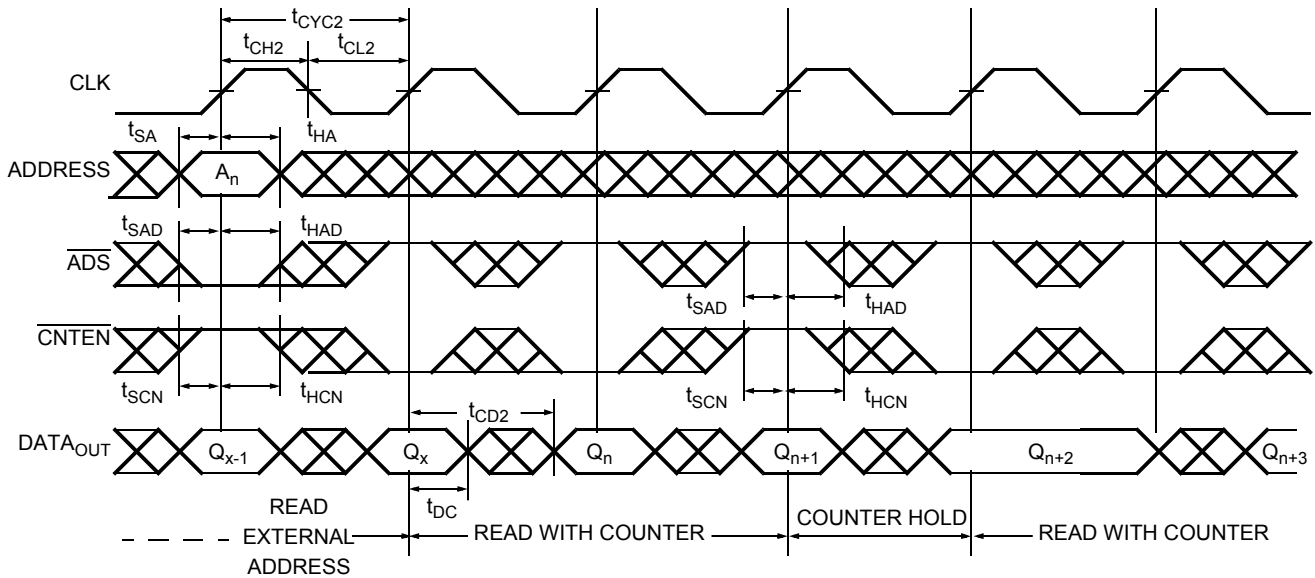 tCYC2
tCH2 tCL2
CLK
tSA tHA
ADDRESS An
tSAD tHAD
ADS
tSAD tHAD
CNTEN
tSCN tHCN tSCN tHCN
tCD2
DATAOUT Qx-1 Qx Qn Qn+1 Qn+2 Qn+3
tDC
READ
EXTERNAL
ADDRESS
READ WITH COUNTER
COUNTER HOLD
READ WITH COUNTER